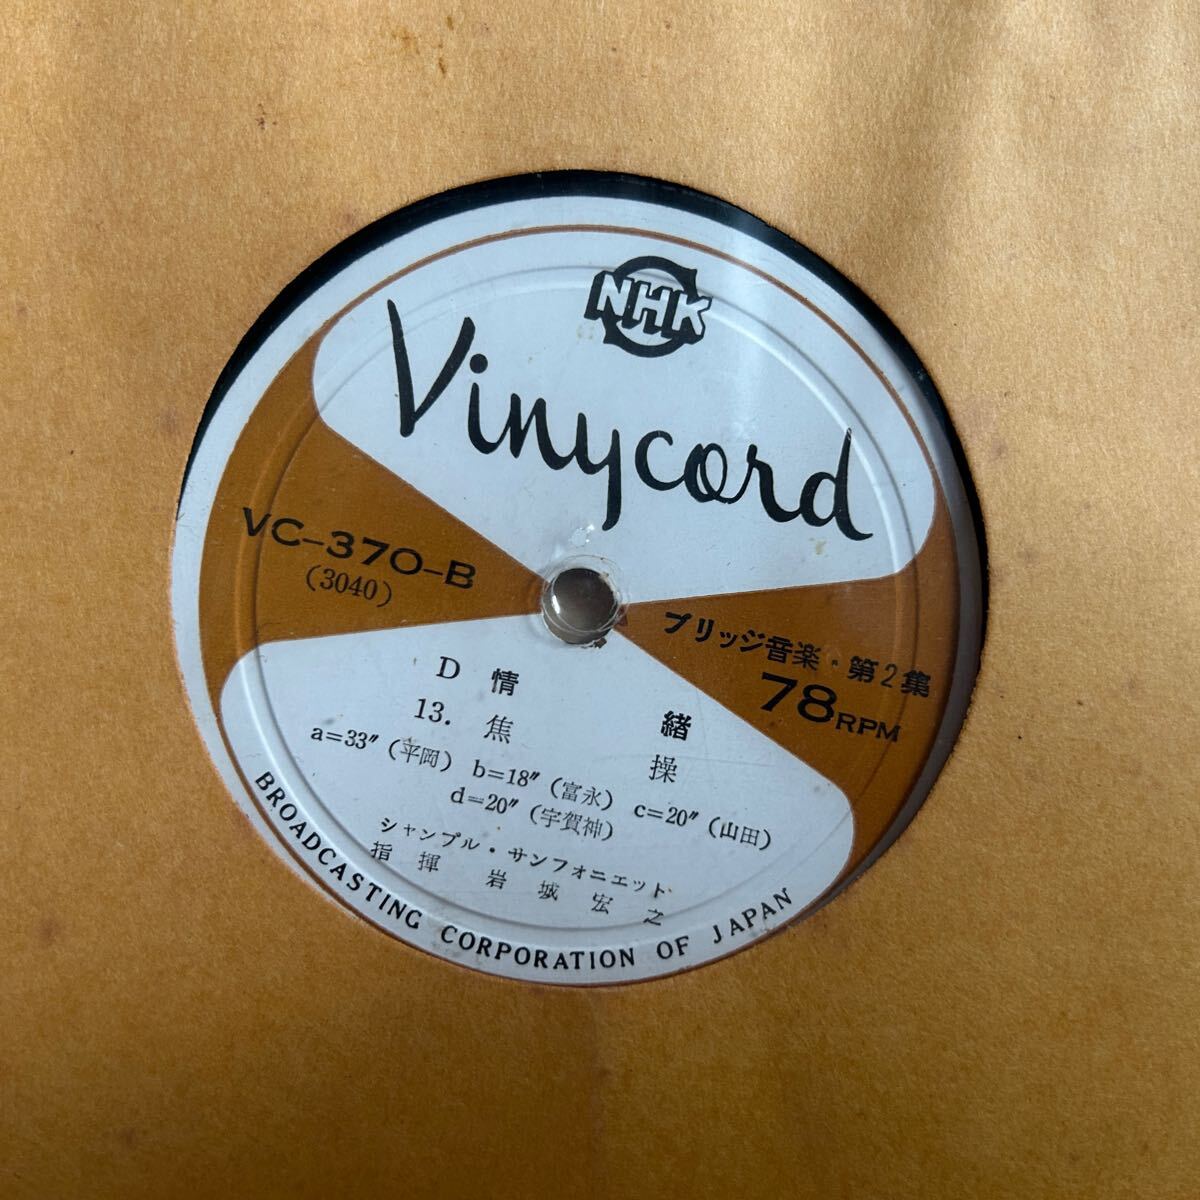 NHK
Vinycord
VC-370-B
(3040)
ブリッジ音楽・第2集
78RPM
D 情緒
13. 焦操
a=33″(平岡) b=18″(富永) c=20″(山田)
d=20″(宇賀神)
シャンブル・サンフォニエット
指揮 岩城宏之
BROADCASTING CORPORATION OF JAPAN